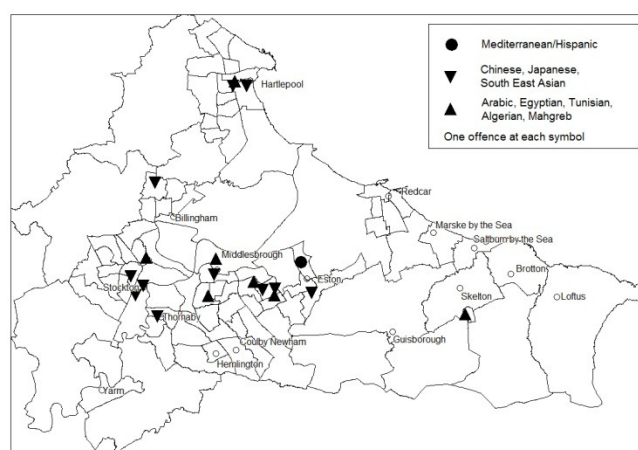 Mediterranean/Hispanic
Chinese, Japanese,
South East Asian
Arabic, Egyptian, Tunisian,
Algerian, Mahgreb
One offence at each symbol
Hartlepool
Redcar
Billingham
Marske by the Sea
Saltburn by the Sea
Middlesbrough
Brotton
Eston
Stockton
Skelton
Loftus
Thornaby
Guisborough
Coulby Newham
Hemlington
Yarm